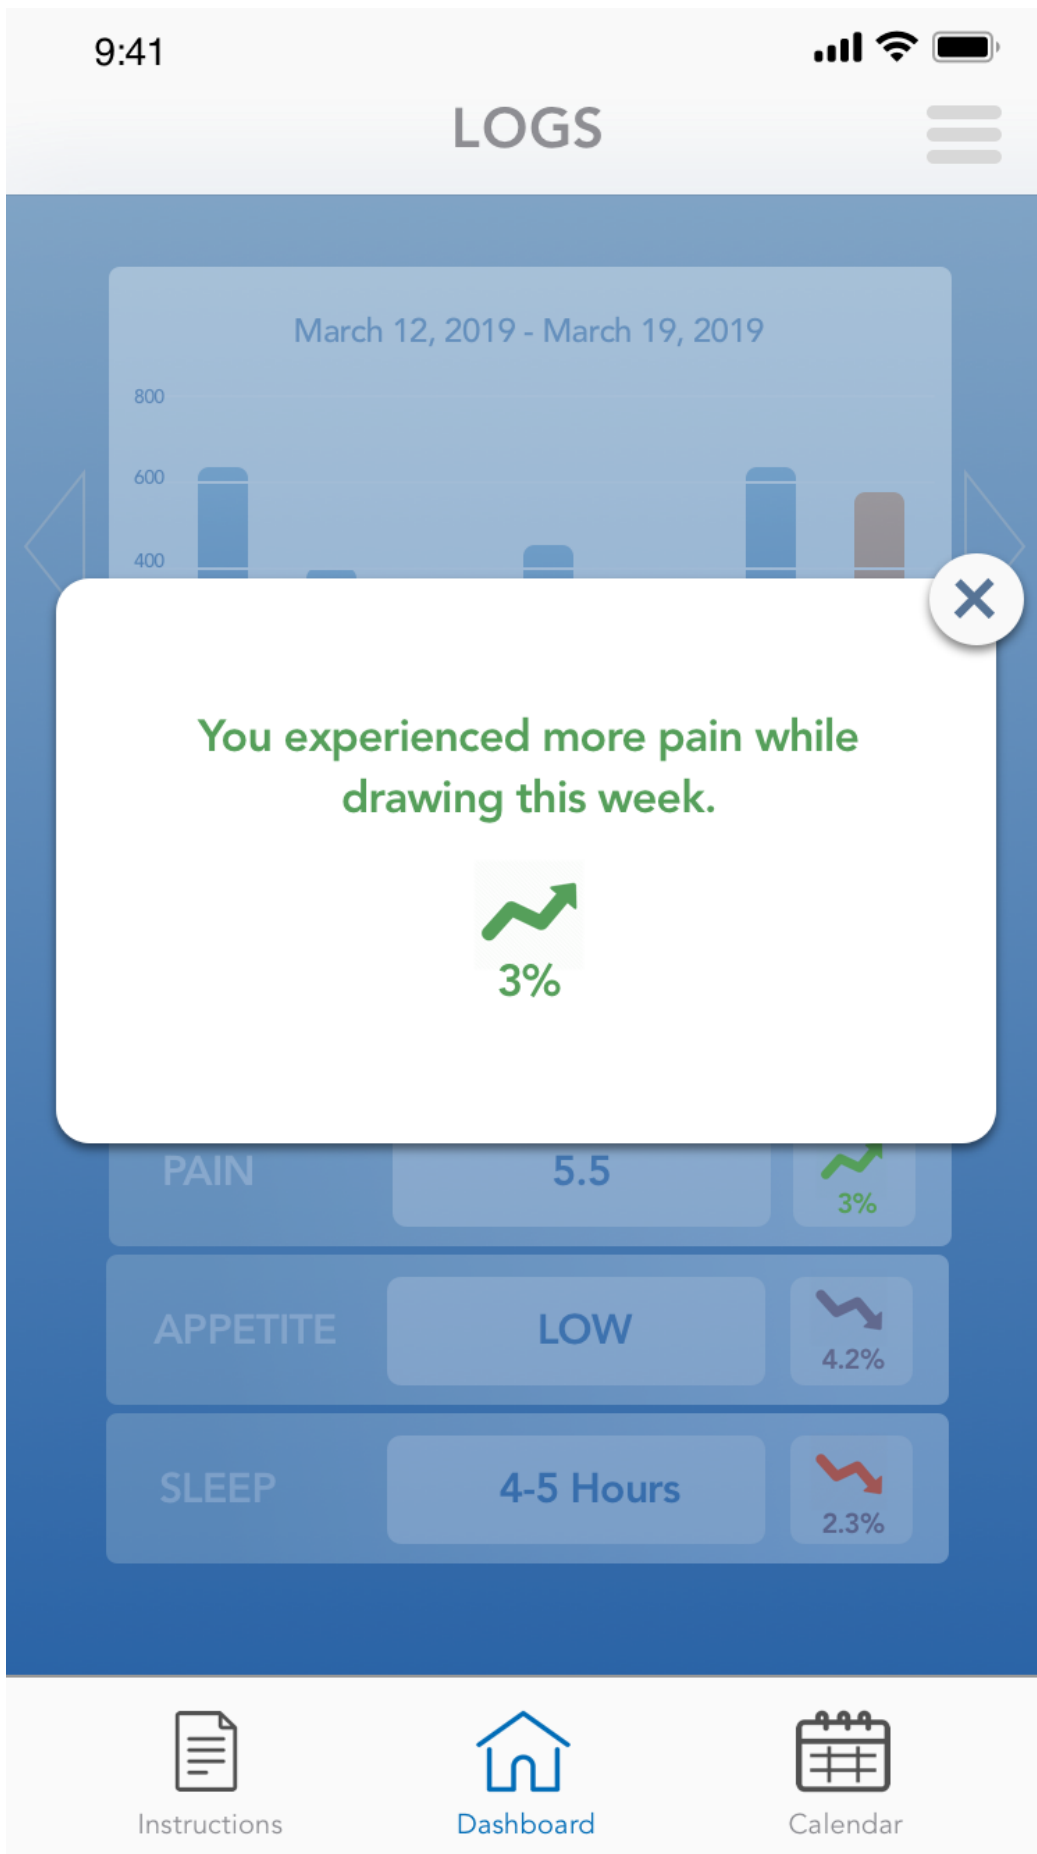 9:41
LOGS
March 12, 2019 - March 19, 2019
800
600
400
You experienced more pain while
drawing this week.
3%
PAIN
5.5
3%
APPETITE
LOW
4.2%
SLEEP
4-5 Hours
2.3%
Instructions
Dashboard
Calendar